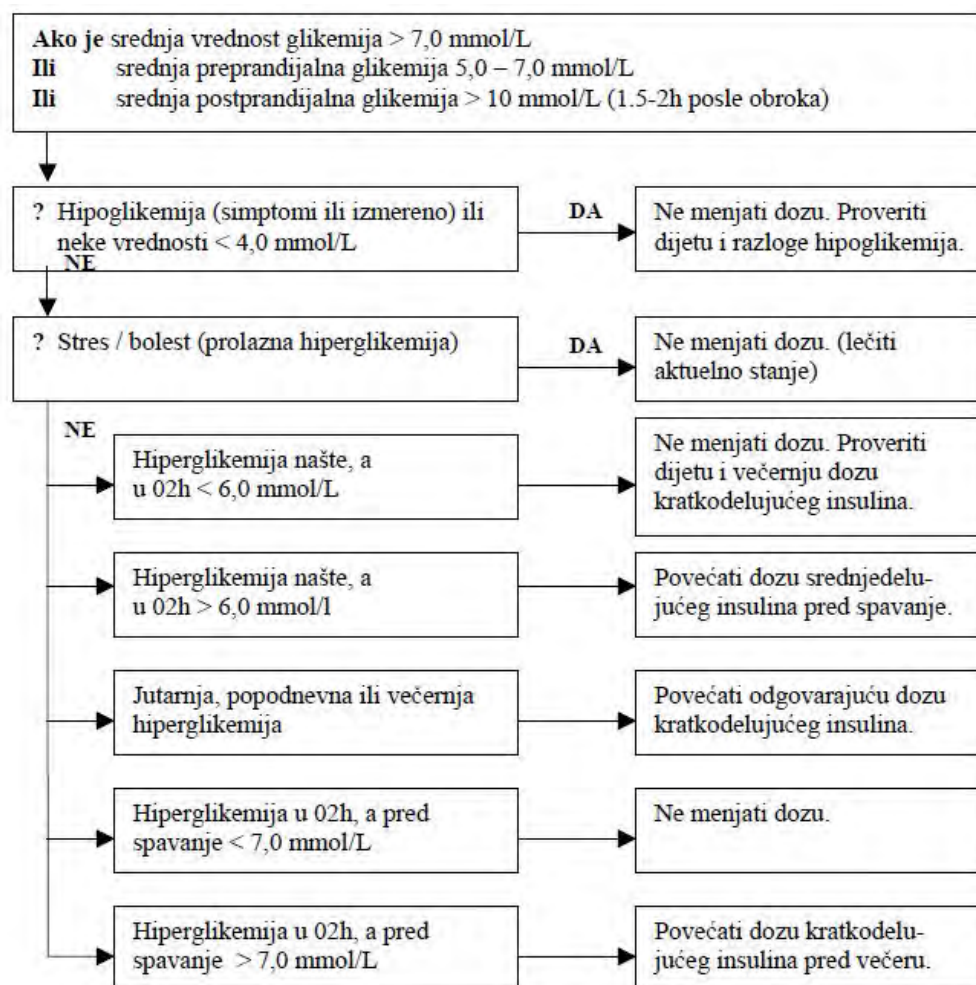 Ako je srednja vrednost glikemija > 7,0 mmol/L
Ili srednja preprandijalna glikemija 5,0 – 7,0 mmol/L
Ili srednja postprandijalna glikemija > 10 mmol/L (1.5-2h posle obroka)
? Hipoglikemija (simptomi ili izmereno) ili
neke vrednosti < 4,0 mmol/L
DA
Ne menjati dozu. Proveriti
dijetu i razloge hipoglikemija.
NE
? Stres / bolest (prolazna hiperglikemija)
DA
Ne menjati dozu. (lečiti
aktuelno stanje)
NE
Hiperglikemija našte, a
u 02h < 6,0 mmol/L
Ne menjati dozu. Proveriti
dijetu i večernju dozu
kratkodelujućeg insulina.
Hiperglikemija našte, a
u 02h > 6,0 mmol/l
Povećati dozu srednjedelu-
jućeg insulina pred spavanje.
Jutarnja, popodnevna ili večernja
hiperglikemija
Povećati odgovarajuću dozu
kratkodelujućeg insulina.
Hiperglikemija u 02h, a pred
spavanje < 7,0 mmol/L
Ne menjati dozu.
Hiperglikemija u 02h, a pred
spavanje > 7,0 mmol/L
Povećati dozu kratkodelu-
jućeg insulina pred večeru.